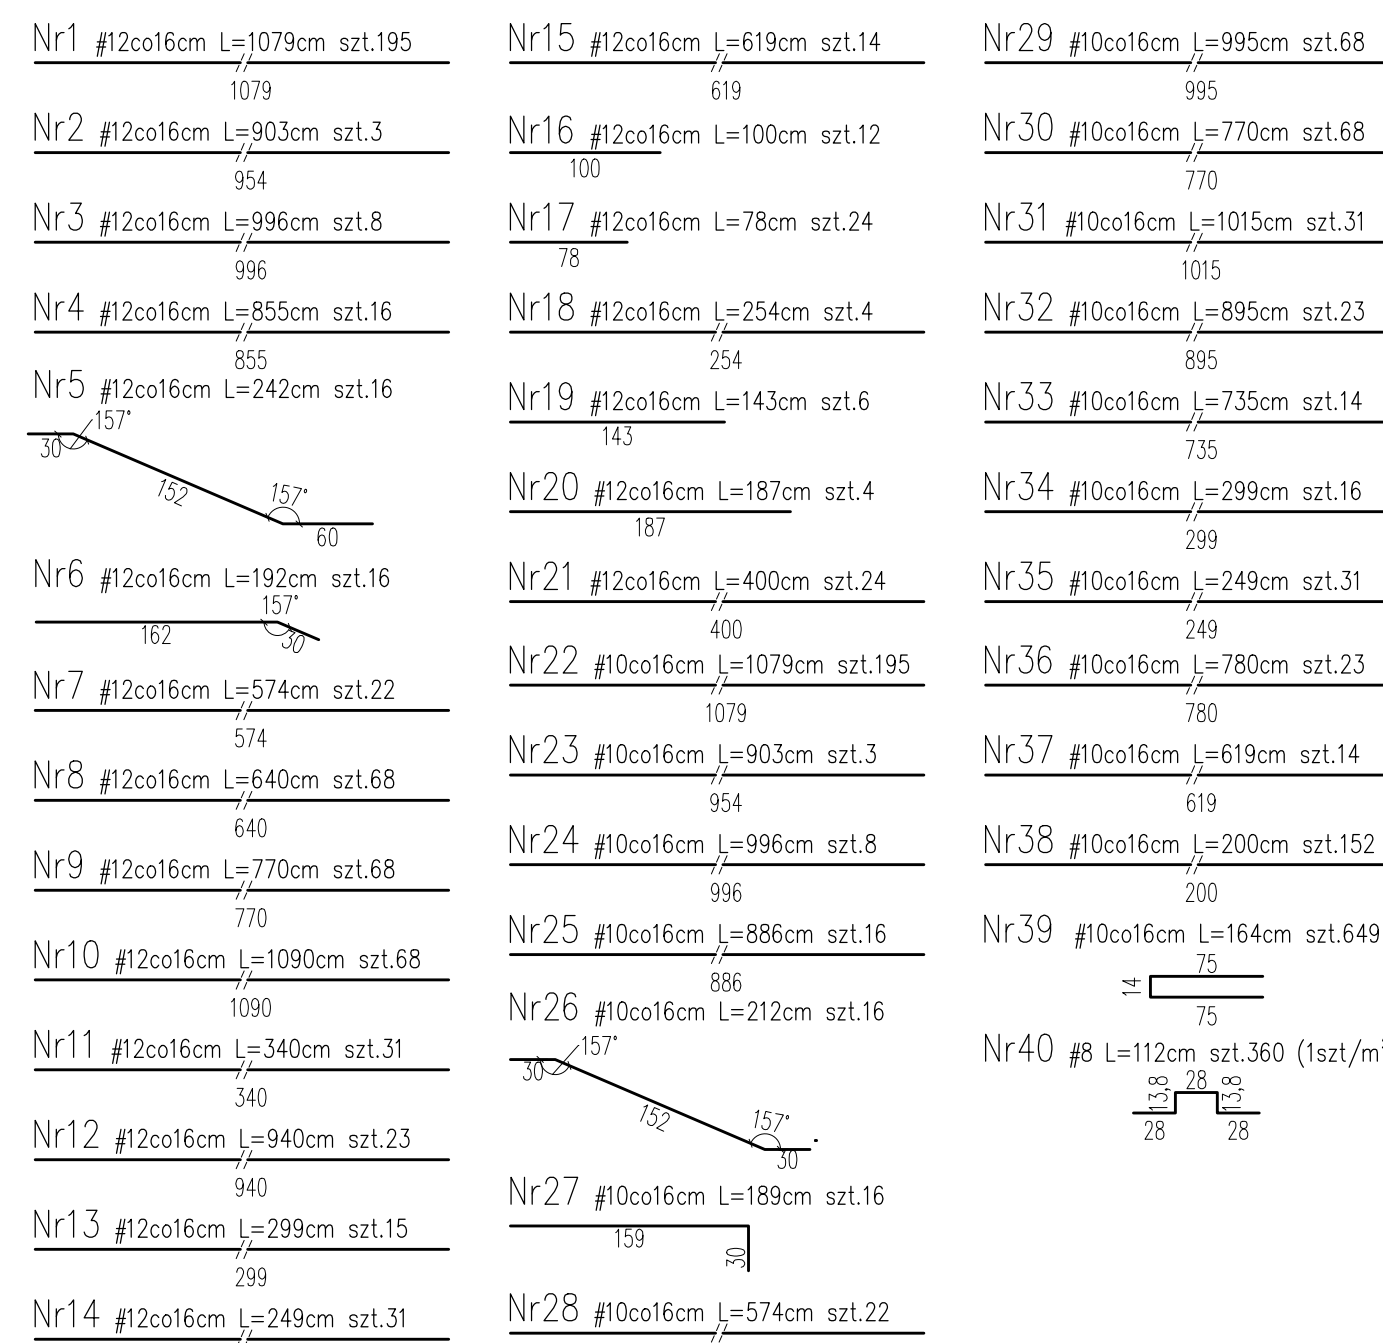 Nr1 #12co16cm L=1079cm szt.195
1079
Nr2 #12co16cm L=903cm szt.3
954
Nr3 #12co16cm L=996cm szt.8
996
Nr4 #12co16cm L=855cm szt.16
855
Nr5 #12co16cm L=242cm szt.16
157°
30
152
157°
60
Nr6 #12co16cm L=192cm szt.16
157°
162
30
Nr7 #12co16cm L=574cm szt.22
574
Nr8 #12co16cm L=640cm szt.68
640
Nr9 #12co16cm L=770cm szt.68
770
Nr10 #12co16cm L=1090cm szt.68
1090
Nr11 #12co16cm L=340cm szt.31
340
Nr12 #12co16cm L=940cm szt.23
940
Nr13 #12co16cm L=299cm szt.15
299
Nr14 #12co16cm L=249cm szt.31
Nr15 #12co16cm L=619cm szt.14
619
Nr16 #12co16cm L=100cm szt.12
100
Nr17 #12co16cm L=78cm szt.24
78
Nr18 #12co16cm L=254cm szt.4
254
Nr19 #12co16cm L=143cm szt.6
143
Nr20 #12co16cm L=187cm szt.4
187
Nr21 #12co16cm L=400cm szt.24
400
Nr22 #10co16cm L=1079cm szt.195
1079
Nr23 #10co16cm L=903cm szt.3
954
Nr24 #10co16cm L=996cm szt.8
996
Nr25 #10co16cm L=886cm szt.16
886
Nr26 #10co16cm L=212cm szt.16
157°
30
152
157°
30
Nr27 #10co16cm L=189cm szt.16
159
30
Nr28 #10co16cm L=574cm szt.22
Nr29 #10co16cm L=995cm szt.68
995
Nr30 #10co16cm L=770cm szt.68
770
Nr31 #10co16cm L=1015cm szt.31
1015
Nr32 #10co16cm L=895cm szt.23
895
Nr33 #10co16cm L=735cm szt.14
735
Nr34 #10co16cm L=299cm szt.16
299
Nr35 #10co16cm L=249cm szt.31
249
Nr36 #10co16cm L=780cm szt.23
780
Nr37 #10co16cm L=619cm szt.14
619
Nr38 #10co16cm L=200cm szt.152
200
Nr39 #10co16cm L=164cm szt.649
75
14
75
Nr40 #8 L=112cm szt.360 (1szt/m²
13,8 28 13,8
28 28